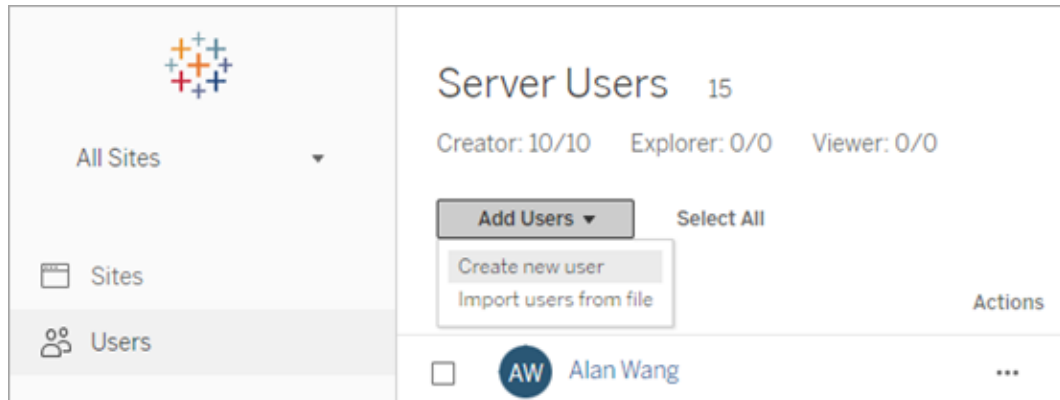 All Sites
Sites
Users
Server Users 15
Creator: 10/10 Explorer: 0/0 Viewer: 0/0
Add Users Select All
Create new user
Import users from file
Actions
AW Alan Wang